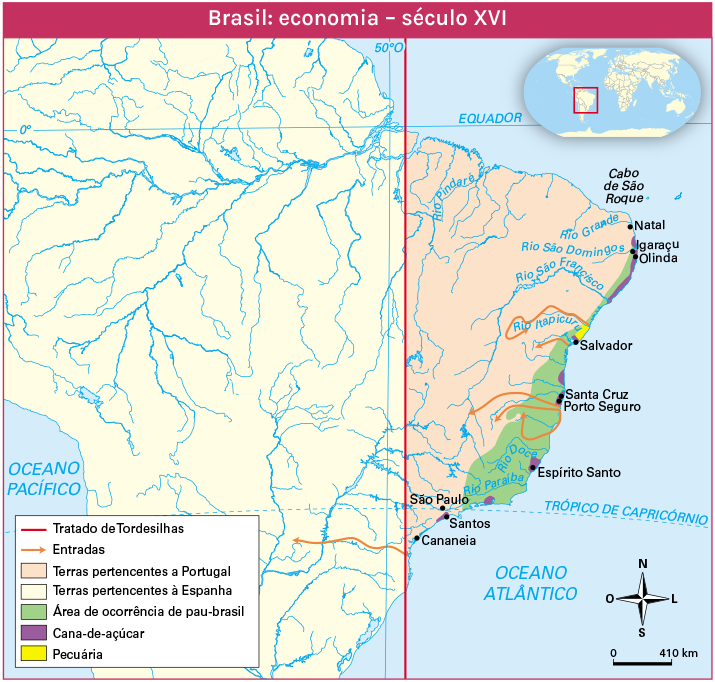 Brasil: economia – século XVI
50°O
EQUADOR
0°
Cabo
de São
Roque
Rio Pindaré
Natal
Rio Grande
Igaraçu
Rio São Domingos
Olinda
Rio São Francisco
Rio Itapicuru
Salvador
Santa Cruz
Porto Seguro
OCEANO
PACÍFICO
Rio Doce
Espírito Santo
Rio Paraíba
São Paulo
TRÓPICO DE CAPRICÓRNIO
Santos
Cananeia
Tratado de Tordesilhas
Entradas
Terras pertencentes a Portugal
Terras pertencentes à Espanha
Área de ocorrência de pau-brasil
Cana-de-açúcar
Pecuária
OCEANO
ATLÂNTICO
N
O
L
S
0 410 km